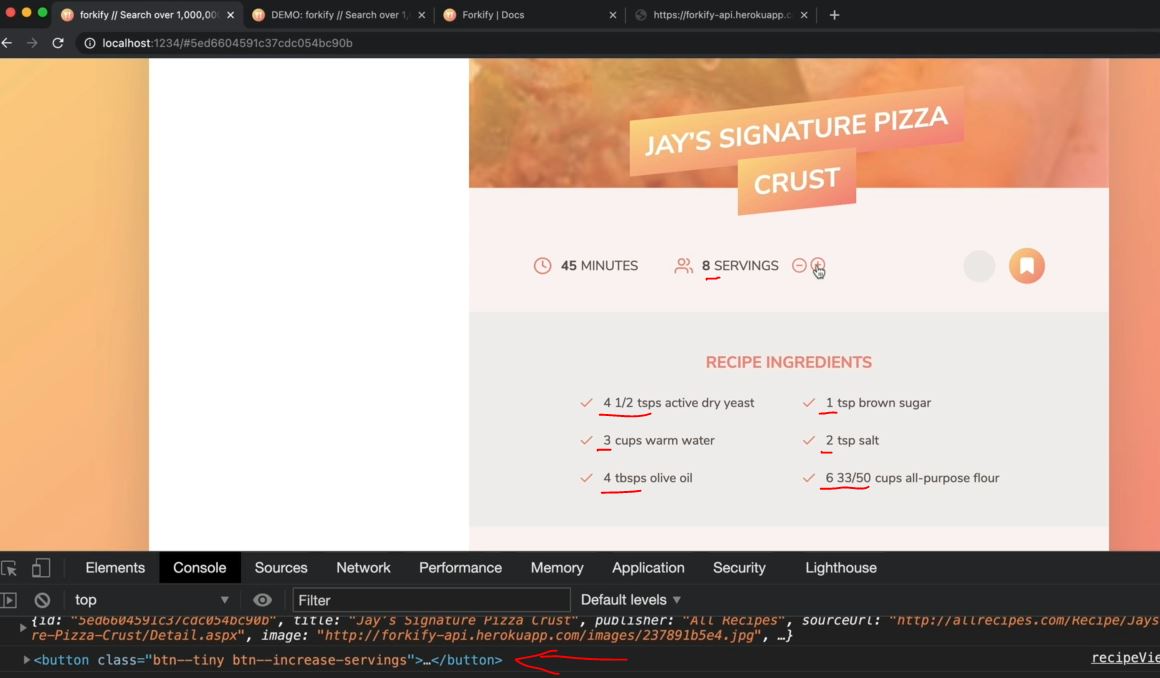 forkify // Search over 1,000,00
DEMO: forkify // Search over 1,
Forkify | Docs
https://forkify-api.herokuapp.c
localhost:1234/#5ed6604591c37cdc054bc90b
JAY'S SIGNATURE PIZZA
CRUST
45 MINUTES
8 SERVINGS
RECIPE INGREDIENTS
4 1/2 tsps active dry yeast
1 tsp brown sugar
3 cups warm water
2 tsp salt
4 tbsps olive oil
6 33/50 cups all-purpose flour
Elements Console Sources Network Performance Memory Application Security Lighthouse
top Filter Default levels
{id: "5ed6604591c37cdc054bc90b", title: "Jay's Signature Pizza Crust", publisher: "All Recipes", sourceUrl: "http://allrecipes.com/Recipe/Jays
re-Pizza-Crust/Detail.aspx", image: "http://forkify-api.herokuapp.com/images/237891b5e4.jpg", …}
<button class="btn--tiny btn--increase-servings">…</button>
recipeVie